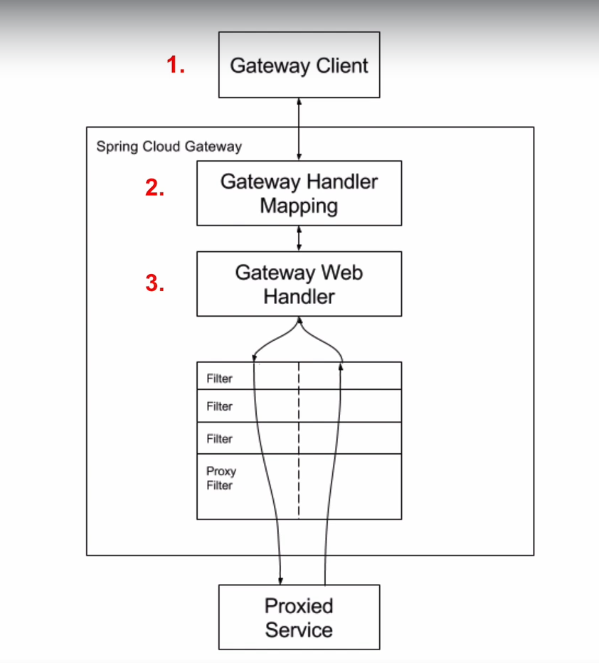 1.
Gateway Client
Spring Cloud Gateway
2.
Gateway Handler
Mapping
3.
Gateway Web
Handler
Filter
Filter
Filter
Proxy
Filter
Proxied
Service